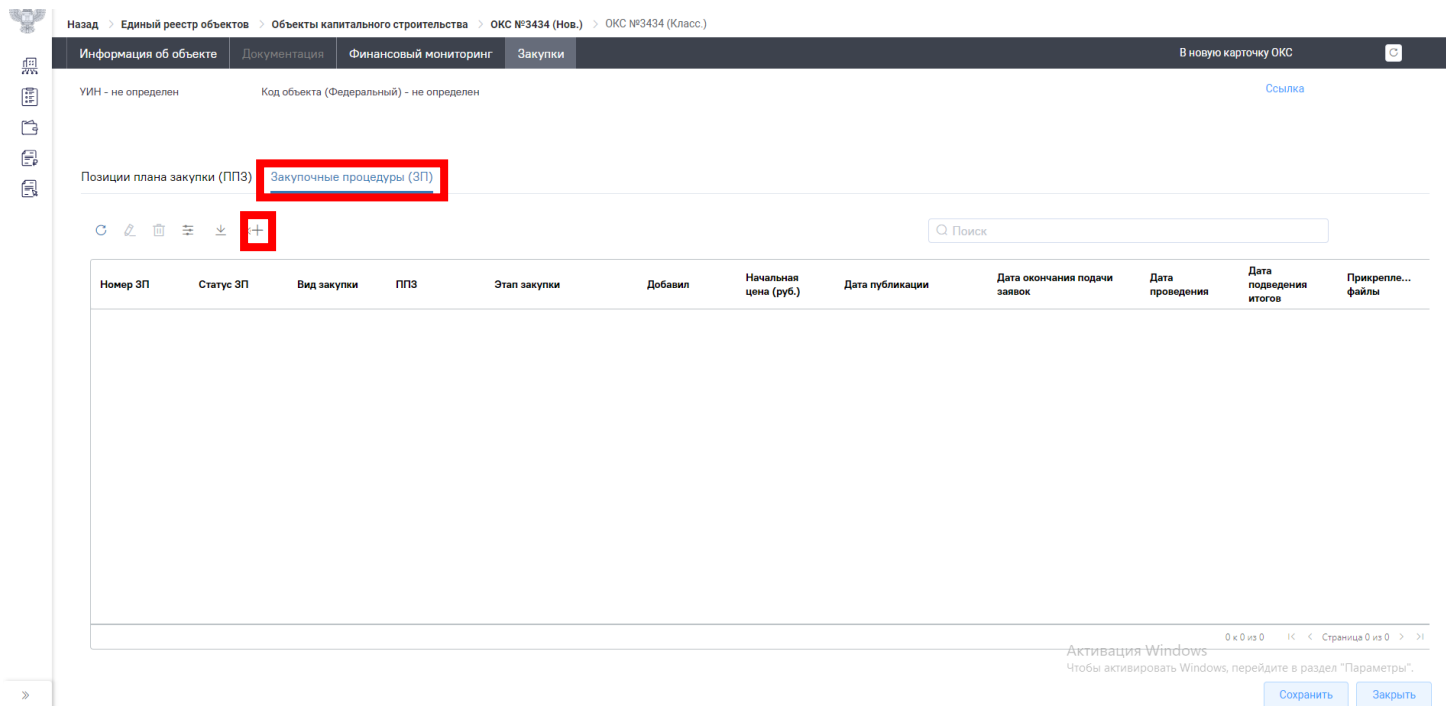 Назад > Единый реестр объектов > Объекты капитального строительства > ОКС №3434 (Нов.) > ОКС №3434 (Класс.)
Информация об объекте Документация Финансовый мониторинг Закупки В новую карточку ОКС
УИН - не определен Код объекта (Федеральный) - не определен Ссылка
Позиции плана закупки (ППЗ) Закупочные процедуры (ЗП)
Поиск
Номер ЗП Статус ЗП Вид закупки ППЗ Этап закупки Добавил Начальная цена (руб.) Дата публикации Дата окончания подачи заявок Дата проведения Дата подведения итогов Прикрепле... файлы
0 к 0 из 0 Страница 0 из 0
Активация Windows
Чтобы активировать Windows, перейдите в раздел "Параметры".
Сохранить Закрыть